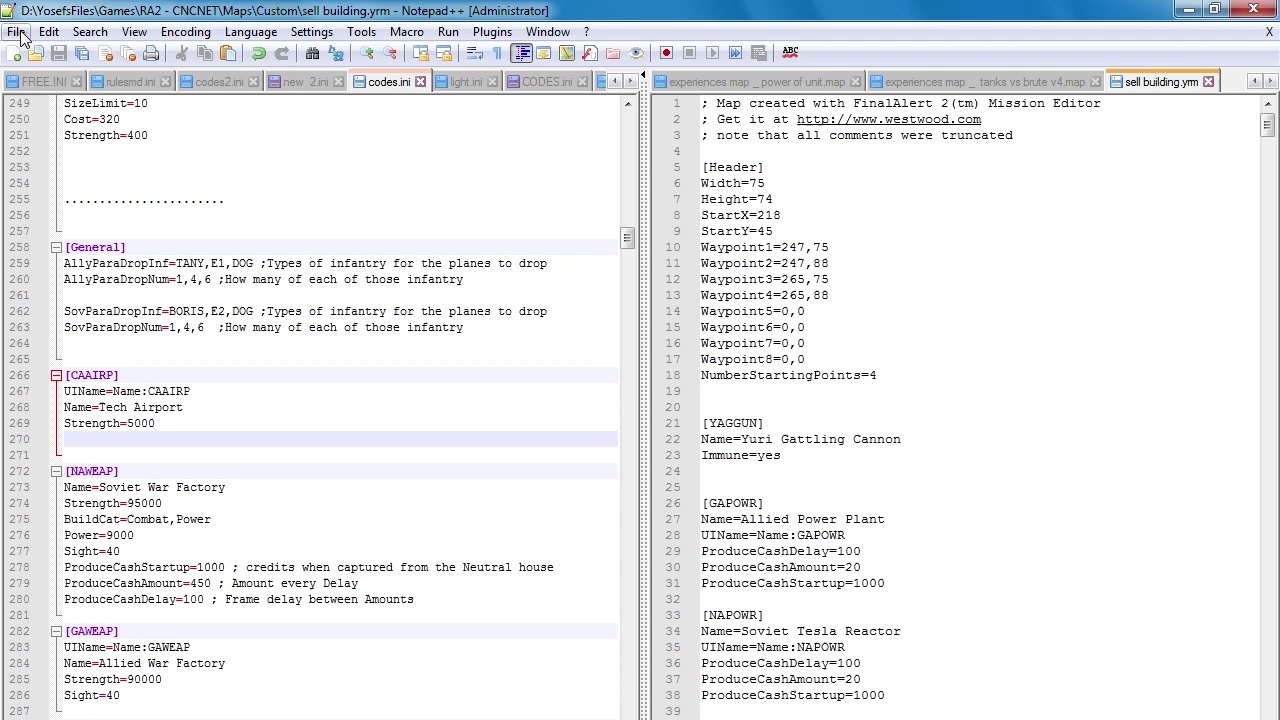 D:\YosefsFiles\Games\RA2 - CNCNET\Maps\Custom\sell building.yrm - Notepad++ [Administrator]
File Edit Search View Encoding Language Settings Tools Macro Run Plugins Window ? X
FREE.INI rulesmd.ini codes2.ini new 2.ini codes.ini light.ini CODES.ini
249 SizeLimit=10
250 Cost=320
251 Strength=400
252
253
254
255 .......................
256
257
258 [General]
259 AllyParaDropInf=TANY,E1,DOG ;Types of infantry for the planes to drop
260 AllyParaDropNum=1,4,6 ;How many of each of those infantry
261
262 SovParaDropInf=BORIS,E2,DOG ;Types of infantry for the planes to drop
263 SovParaDropNum=1,4,6  ;How many of each of those infantry
264
265
266 [CAAIRP]
267 UIName=Name:CAAIRP
268 Name=Tech Airport
269 Strength=5000
270
271
272 [NAWEAP]
273 Name=Soviet War Factory
274 Strength=95000
275 BuildCat=Combat,Power
276 Power=9000
277 Sight=40
278 ProduceCashStartup=1000 ; credits when captured from the Neutral house
279 ProduceCashAmount=450 ; Amount every Delay
280 ProduceCashDelay=100 ; Frame delay between Amounts
281
282 [GAWEAP]
283 UIName=Name:GAWEAP
284 Name=Allied War Factory
285 Strength=90000
286 Sight=40
287
experiences map _ power of unit.map experiences map _ tanks vs brute v4.map sell building.yrm
1 ; Map created with FinalAlert 2(tm) Mission Editor
2 ; Get it at http://www.westwood.com
3 ; note that all comments were truncated
4
5 [Header]
6 Width=75
7 Height=74
8 StartX=218
9 StartY=45
10 Waypoint1=247,75
11 Waypoint2=247,88
12 Waypoint3=265,75
13 Waypoint4=265,88
14 Waypoint5=0,0
15 Waypoint6=0,0
16 Waypoint7=0,0
17 Waypoint8=0,0
18 NumberStartingPoints=4
19
20
21 [YAGGUN]
22 Name=Yuri Gattling Cannon
23 Immune=yes
24
25
26 [GAPOWR]
27 Name=Allied Power Plant
28 UIName=Name:GAPOWR
29 ProduceCashDelay=100
30 ProduceCashAmount=20
31 ProduceCashStartup=1000
32
33 [NAPOWR]
34 Name=Soviet Tesla Reactor
35 UIName=Name:NAPOWR
36 ProduceCashDelay=100
37 ProduceCashAmount=20
38 ProduceCashStartup=1000
39